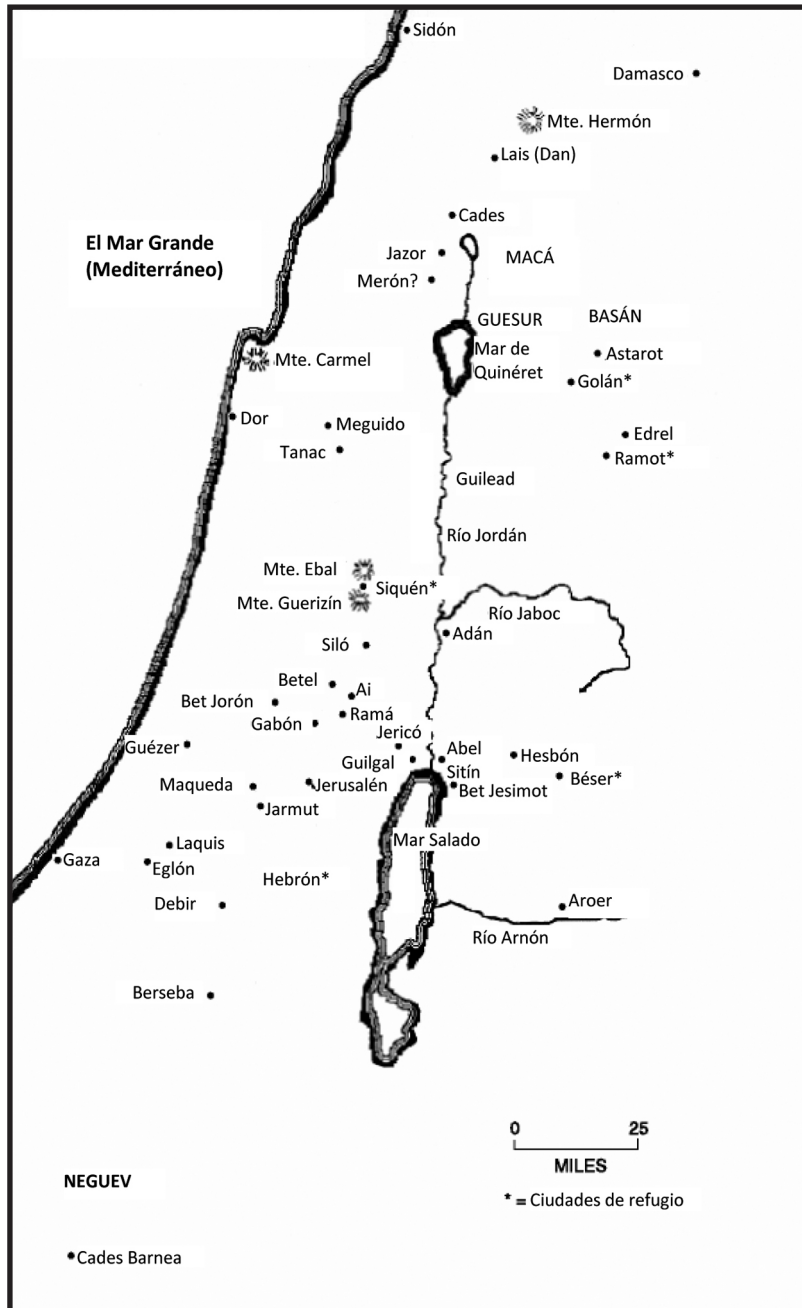 Sidón
Damasco
Mte. Hermón
Lais (Dan)
Cades
El Mar Grande
(Mediterráneo)
Jazor
MACÁ
Merón?
GUESUR
BASÁN
Mar de
Quinéret
Astarot
Mte. Carmel
Golán*
Dor
Meguido
Edrel
Tanac
Ramot*
Guilead
Río Jordán
Mte. Ebal
Siquén*
Mte. Guerizín
Río Jaboc
Adán
Siló
Betel
Ai
Bet Jorón
Ramá
Gabón
Jericó
Guézer
Abel
Sitín
Hesbón
Guilgal
Béser*
Maqueda
Jerusalén
Bet Jesimot
Jarmut
Mar Salado
Laquis
Gaza
Eglón
Hebrón*
Debir
Aroer
Río Arnón
Berseba
0 25
MILES
NEGUEV
* = Ciudades de refugio
Cades Barnea